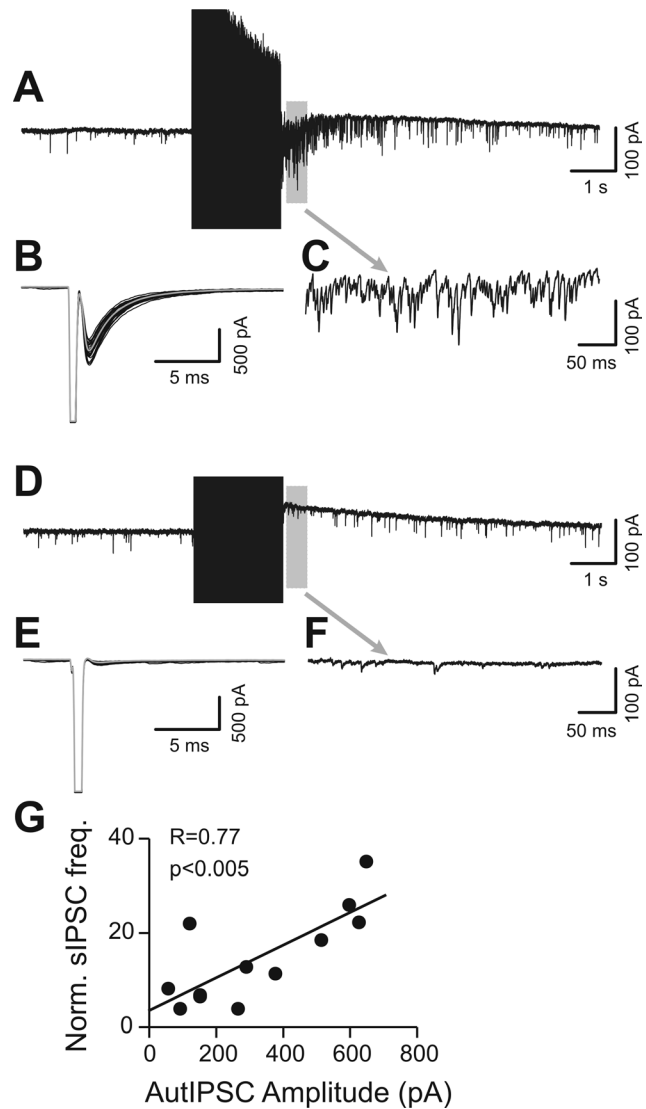 A
100 pA
1 s
B
500 pA
5 ms
C
100 pA
50 ms
D
100 pA
1 s
E
500 pA
5 ms
F
100 pA
50 ms
G
R=0.77
p<0.005
Norm. sIPSC freq.
40
20
0
0 200 400 600 800
AutIPSC Amplitude (pA)